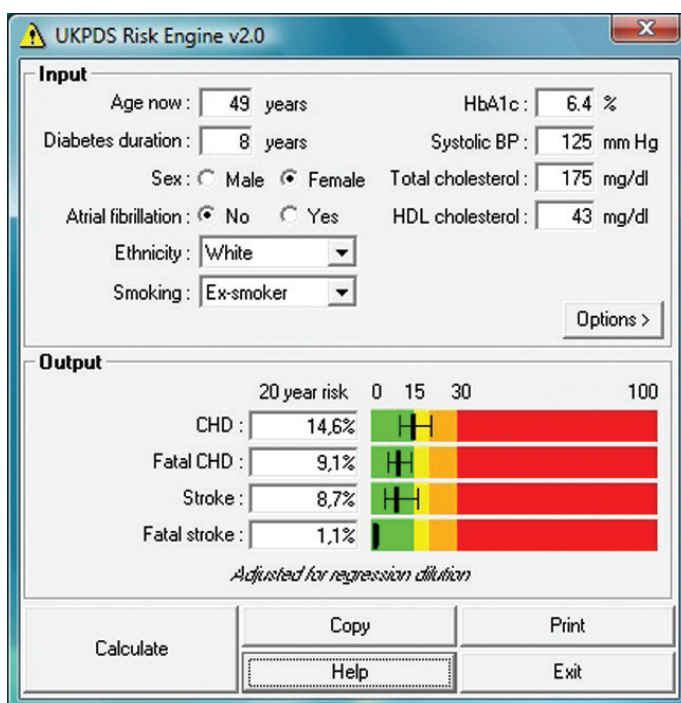 UKPDS Risk Engine v2.0
Input
Age now : 49 years HbA1c : 6.4 %
Diabetes duration : 8 years Systolic BP : 125 mm Hg
Sex : Male Female Total cholesterol : 175 mg/dl
Atrial fibrillation : No Yes HDL cholesterol : 43 mg/dl
Ethnicity : White
Smoking : Ex-smoker
Options >
Output
20 year risk 0 15 30 100
CHD : 14,6%
Fatal CHD : 9,1%
Stroke : 8,7%
Fatal stroke : 1,1%
Adjusted for regression dilution
Calculate Copy Print
Help Exit